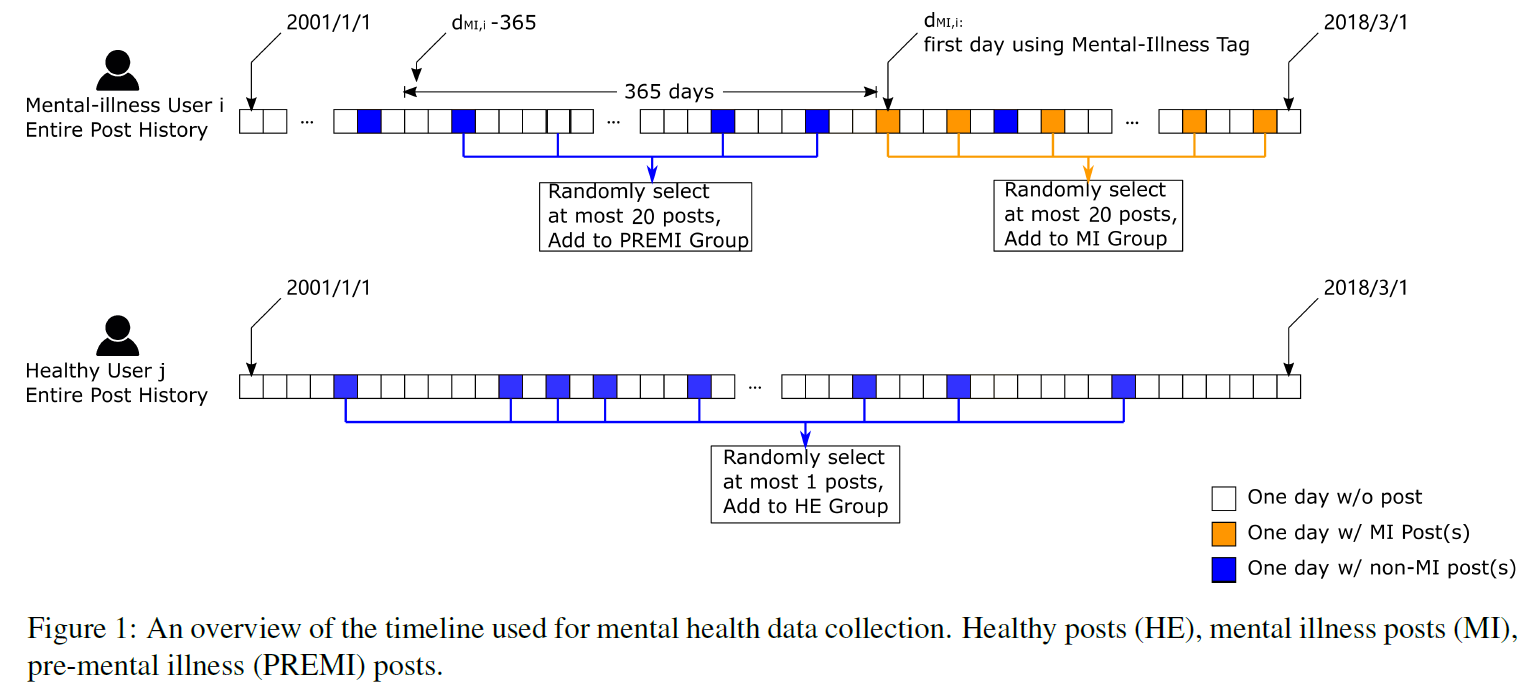 2001/1/1
dMI,i -365
dMI,i:
first day using Mental-Illness Tag
2018/3/1
Mental-illness User i
Entire Post History
365 days
...
...
...
Randomly select
at most 20 posts,
Add to PREMI Group
Randomly select
at most 20 posts,
Add to MI Group
2001/1/1
2018/3/1
Healthy User j
Entire Post History
...
Randomly select
at most 1 posts,
Add to HE Group
One day w/o post
One day w/ MI Post(s)
One day w/ non-MI post(s)
Figure 1: An overview of the timeline used for mental health data collection. Healthy posts (HE), mental illness posts (MI),
pre-mental illness (PREMI) posts.